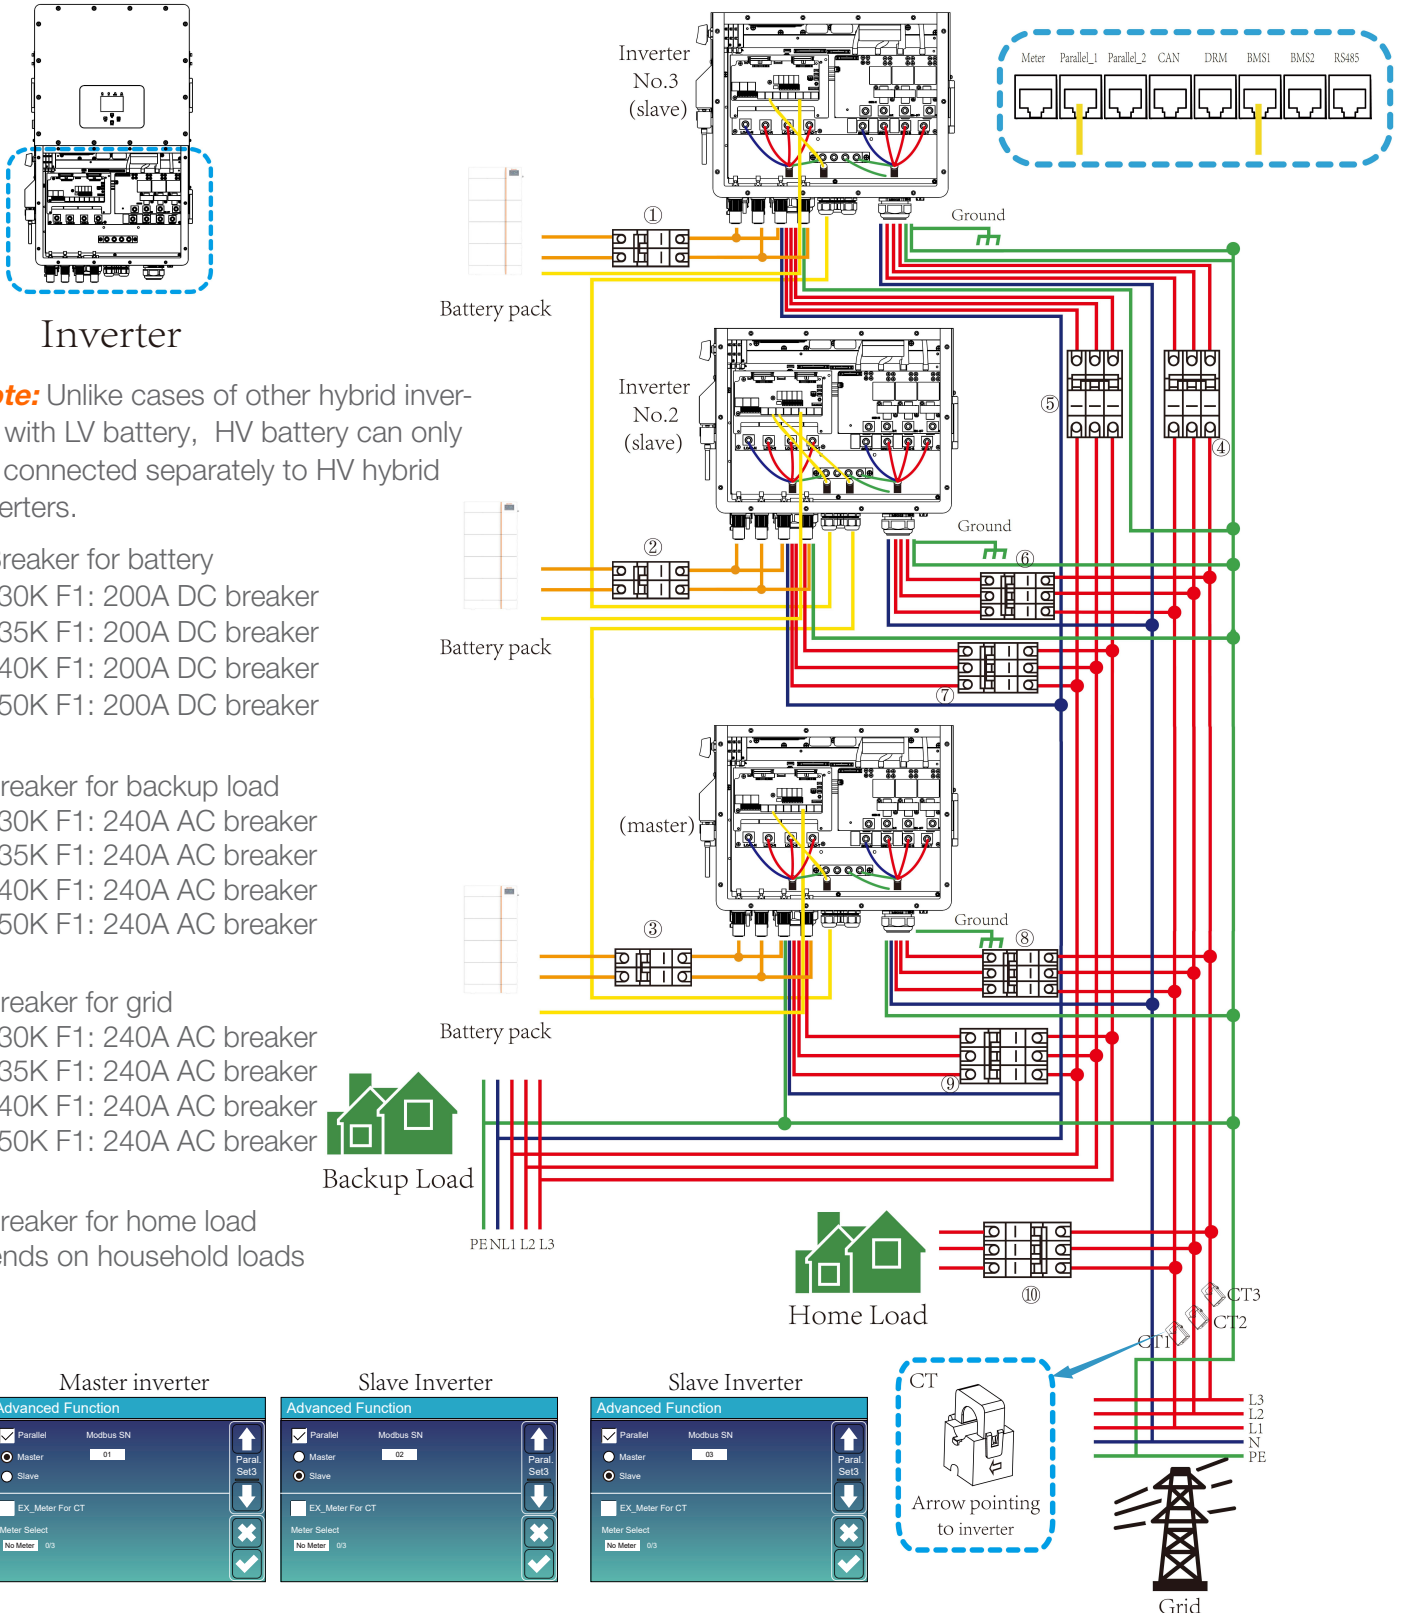 Inverter
No.3
(slave)
Meter Parallel_1 Parallel_2 CAN DRM BMS1 BMS2 RS485
①
Ground
Battery pack
Inverter
ote: Unlike cases of other hybrid inver-
with LV battery, HV battery can only
connected separately to HV hybrid
erters.
Inverter
No.2
(slave)
⑤
④
②
Ground
⑥
Battery pack
⑦
reaker for battery
30K F1: 200A DC breaker
35K F1: 200A DC breaker
40K F1: 200A DC breaker
50K F1: 200A DC breaker
reaker for backup load
30K F1: 240A AC breaker
35K F1: 240A AC breaker
40K F1: 240A AC breaker
50K F1: 240A AC breaker
(master)
③
Ground
⑧
Battery pack
⑨
reaker for grid
30K F1: 240A AC breaker
35K F1: 240A AC breaker
40K F1: 240A AC breaker
50K F1: 240A AC breaker
Backup Load
PE N L1 L2 L3
reaker for home load
ends on household loads
Home Load
⑩
CT3
CT2
CT1
CT
Arrow pointing
to inverter
L3
L2
L1
N
PE
Grid
Master inverter
Advanced Function
Parallel Modbus SN
Master 01
Slave
Paral.
Set3
EX_Meter For CT
Meter Select
No Meter 0/3
Slave Inverter
Advanced Function
Parallel Modbus SN
Master 02
Slave
Paral.
Set3
EX_Meter For CT
Meter Select
No Meter 0/3
Slave Inverter
Advanced Function
Parallel Modbus SN
Master 03
Slave
Paral.
Set3
EX_Meter For CT
Meter Select
No Meter 0/3